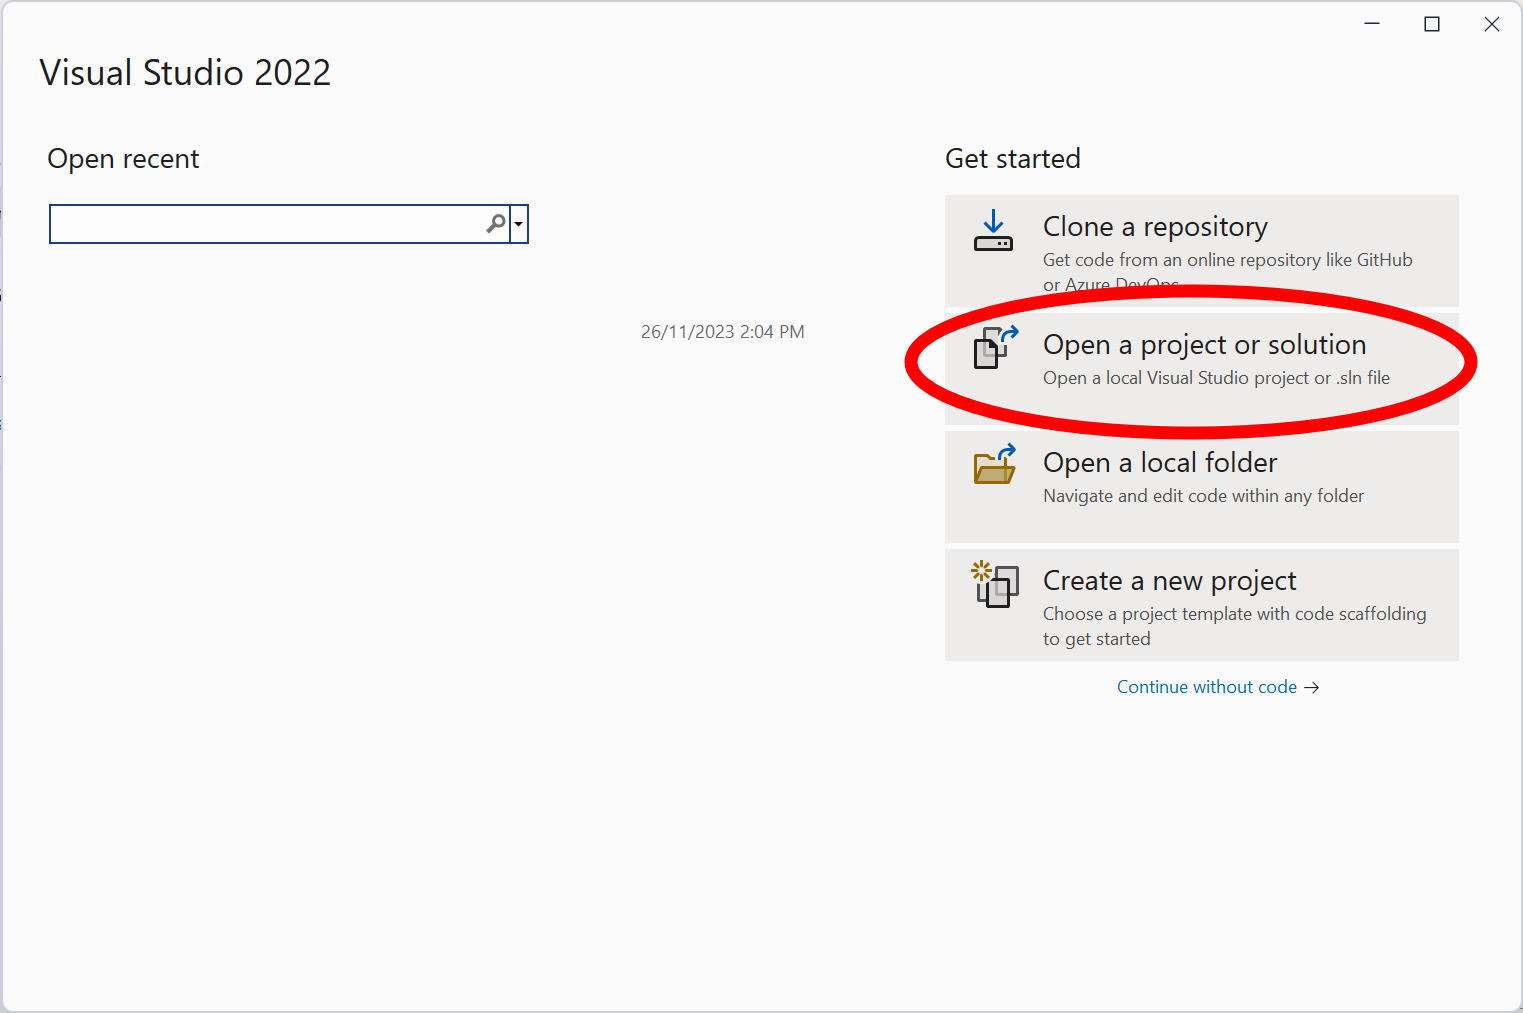 Visual Studio 2022
Open recent
26/11/2023 2:04 PM
Get started
Clone a repository
Get code from an online repository like GitHub
or Azure DevOps
Open a project or solution
Open a local Visual Studio project or .sln file
Open a local folder
Navigate and edit code within any folder
Create a new project
Choose a project template with code scaffolding
to get started
Continue without code →